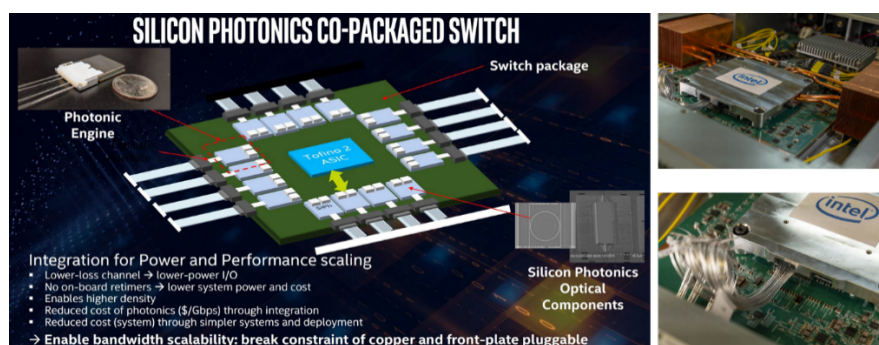 SILICON PHOTONICS CO-PACKAGED SWITCH
Switch package
Photonic
Engine
Tofino 2
ASIC
SiPh
Silicon Photonics
Optical
Components
Integration for Power and Performance scaling
▪ Lower-loss channel → lower-power I/O
▪ No on-board retimers → lower system power and cost
▪ Enables higher density
▪ Reduced cost of photonics ($/Gbps) through integration
▪ Reduced cost (system) through simpler systems and deployment
→ Enable bandwidth scalability: break constraint of copper and front-plate pluggable
intel
intel